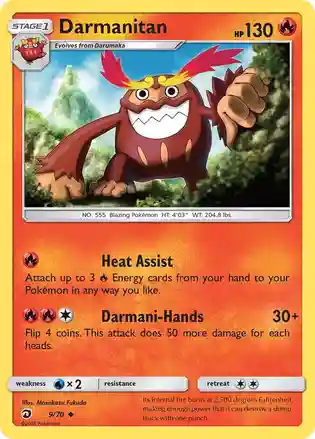 STAGE 1
Darmanitan
HP 130
Evolves from Darumaka
NO. 555 Blazing Pokémon HT: 4'03" WT: 204.8 lbs.
Heat Assist
Attach up to 3 Energy cards from your hand to your
Pokémon in any way you like.
Darmani-Hands 30+
Flip 4 coins. This attack does 50 more damage for each
heads.
weakness ×2 resistance retreat
Illus. Masakazu Fukuda
9/70
©2018 Pokémon
Its internal fire burns at 2,500 degrees Fahrenheit,
making enough power that it can destroy a dump
truck with one punch.